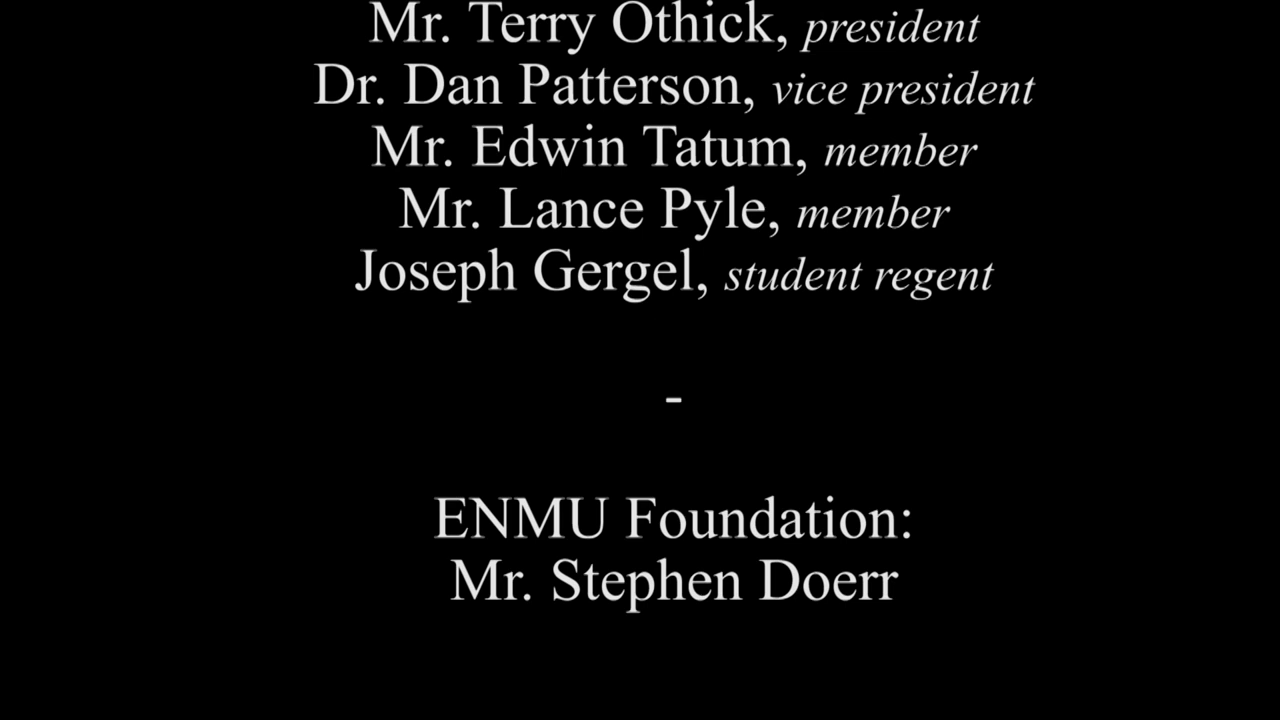 Mr. Terry Othick, president
Dr. Dan Patterson, vice president
Mr. Edwin Tatum, member
Mr. Lance Pyle, member
Joseph Gergel, student regent
-
ENMU Foundation:
Mr. Stephen Doerr